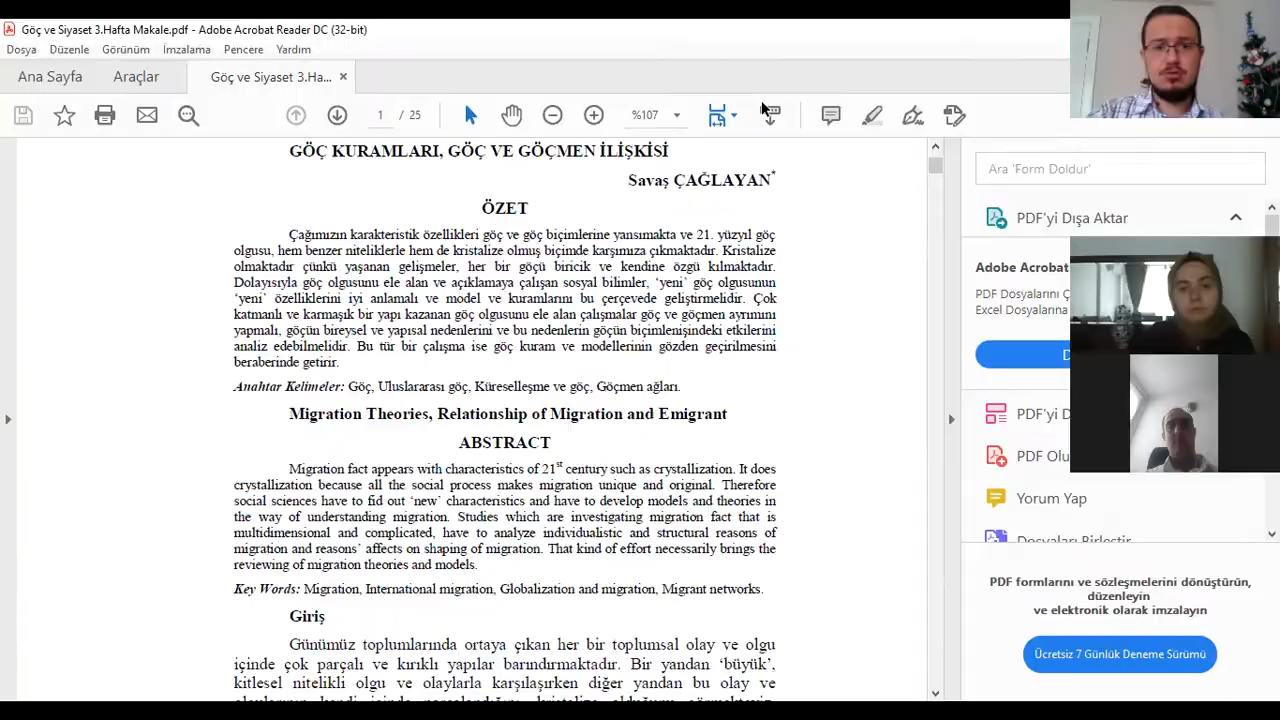 Göç ve Siyaset 3.Hafta Makale.pdf - Adobe Acrobat Reader DC (32-bit)
Dosya Düzenle Görünüm İmzalama Pencere Yardım
Ana Sayfa Araçlar Göç ve Siyaset 3.Ha... ×
1 / 25 %107
GÖÇ KURAMLARI, GÖÇ VE GÖÇMEN İLİŞKİSİ
Savaş ÇAĞLAYAN*
ÖZET
Çağımızın karakteristik özellikleri göç ve göç biçimlerine yansımakta ve 21. yüzyıl göç
olgusu, hem benzer niteliklerle hem de kristalize olmuş biçimde karşımıza çıkmaktadır. Kristalize
olmaktadır çünkü yaşanan gelişmeler, her bir göçü biricik ve kendine özgü kılmaktadır.
Dolayısıyla göç olgusunu ele alan ve açıklamaya çalışan sosyal bilimler, ‘yeni’ göç olgusunun
‘yeni’ özelliklerini iyi anlamalı ve model ve kuramlarını bu çerçevede geliştirmelidir. Çok
katmanlı ve karmaşık bir yapı kazanan göç olgusunu ele alan çalışmalar göç ve göçmen ayrımını
yapmalı, göçün bireysel ve yapısal nedenlerini ve bu nedenlerin göçün biçimlenişindeki etkilerini
analiz edebilmelidir. Bu tür bir çalışma ise göç kuram ve modellerinin gözden geçirilmesini
beraberinde getirir.
Anahtar Kelimeler: Göç, Uluslararası göç, Küreselleşme ve göç, Göçmen ağları.
Migration Theories, Relationship of Migration and Emigrant
ABSTRACT
Migration fact appears with characteristics of 21st century such as crystallization. It does
crystallization because all the social process makes migration unique and original. Therefore
social sciences have to fid out ‘new’ characteristics and have to develop models and theories in
the way of understanding migration. Studies which are investigating migration fact that is
multidimensional and complicated, have to analyze individualistic and structural reasons of
migration and reasons’ affects on shaping of migration. That kind of effort necessarily brings the
reviewing of migration theories and models.
Key Words: Migration, International migration, Globalization and migration, Migrant networks.
Giriş
Günümüz toplumlarında ortaya çıkan her bir toplumsal olay ve olgu
içinde çok parçalı ve kırıklı yapılar barındırmaktadır. Bir yandan ‘büyük’,
kitlesel nitelikli olgu ve olaylarla karşılaşırken diğer yandan bu olay ve
Ara 'Form Doldur'
PDF'yi Dışa Aktar
Adobe Acrobat
PDF Dosyalarını Ç
Excel Dosyalarına
D
PDF'yi D
PDF Olu
Yorum Yap
Dosyaları Birleştir
PDF formlarını ve sözleşmelerini dönüştürün,
düzenleyin
ve elektronik olarak imzalayın
Ücretsiz 7 Günlük Deneme Sürümü